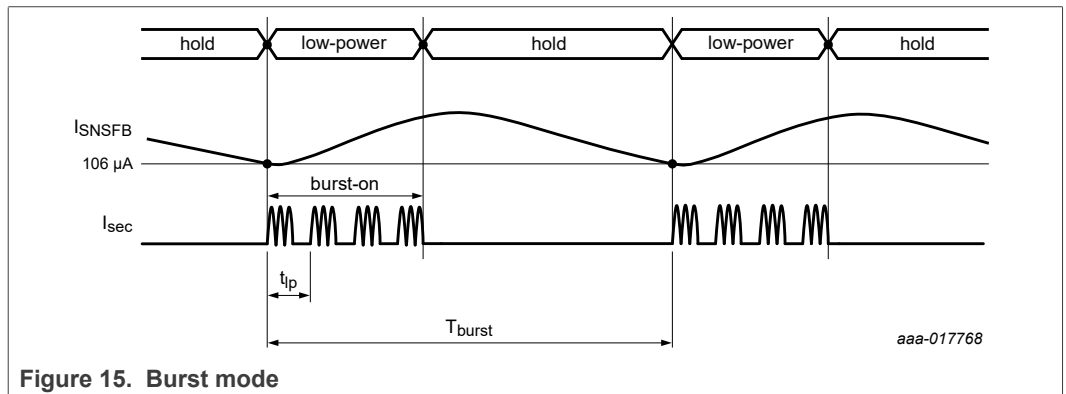 hold low-power hold low-power hold
ISNSFB
106 µA
burst-on
Isec
tlp
Tburst
aaa-017768
Figure 15. Burst mode